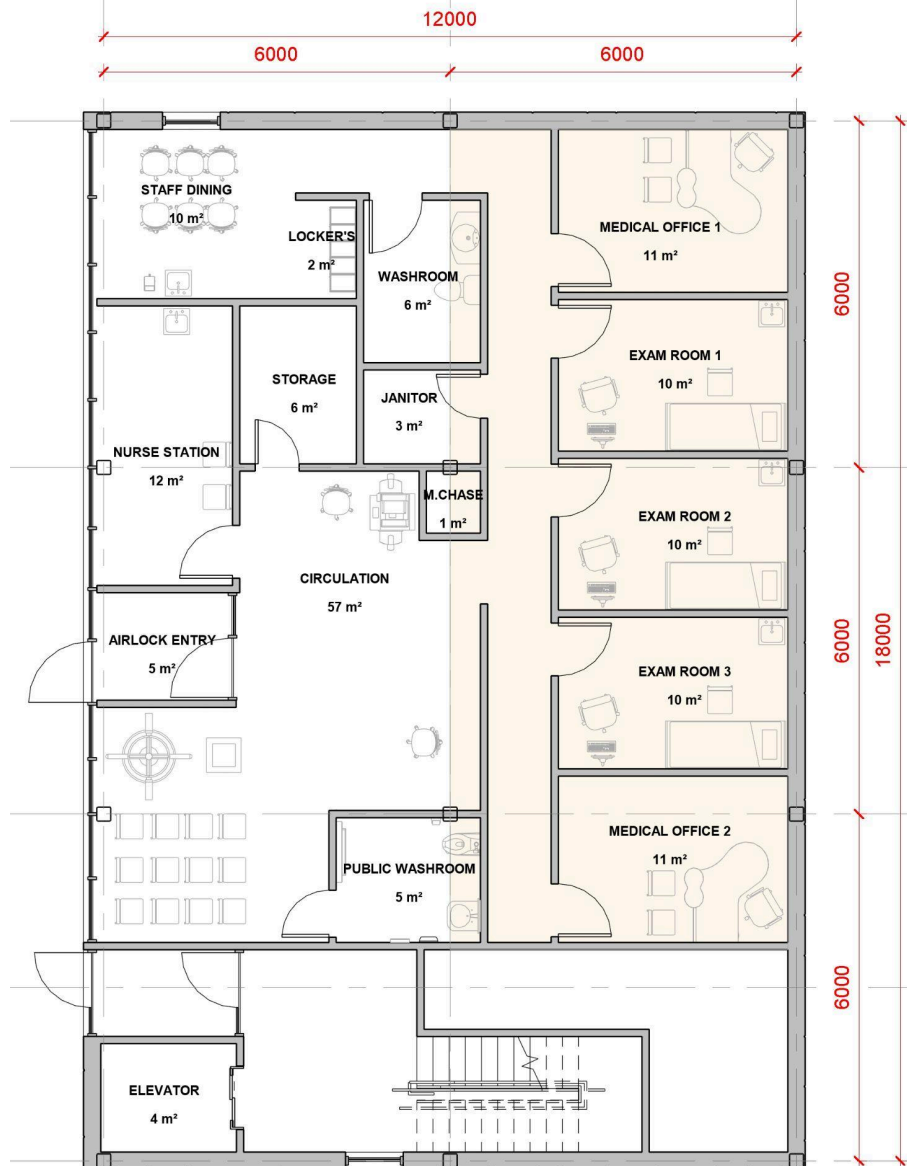 12000
6000
6000
STAFF DINING
10 m²
LOCKER'S
2 m²
WASHROOM
6 m²
MEDICAL OFFICE 1
11 m²
6000
STORAGE
6 m²
JANITOR
3 m²
EXAM ROOM 1
10 m²
NURSE STATION
12 m²
M.CHASE
1 m²
EXAM ROOM 2
10 m²
CIRCULATION
57 m²
AIRLOCK ENTRY
5 m²
EXAM ROOM 3
10 m²
6000
18000
PUBLIC WASHROOM
5 m²
MEDICAL OFFICE 2
11 m²
6000
ELEVATOR
4 m²